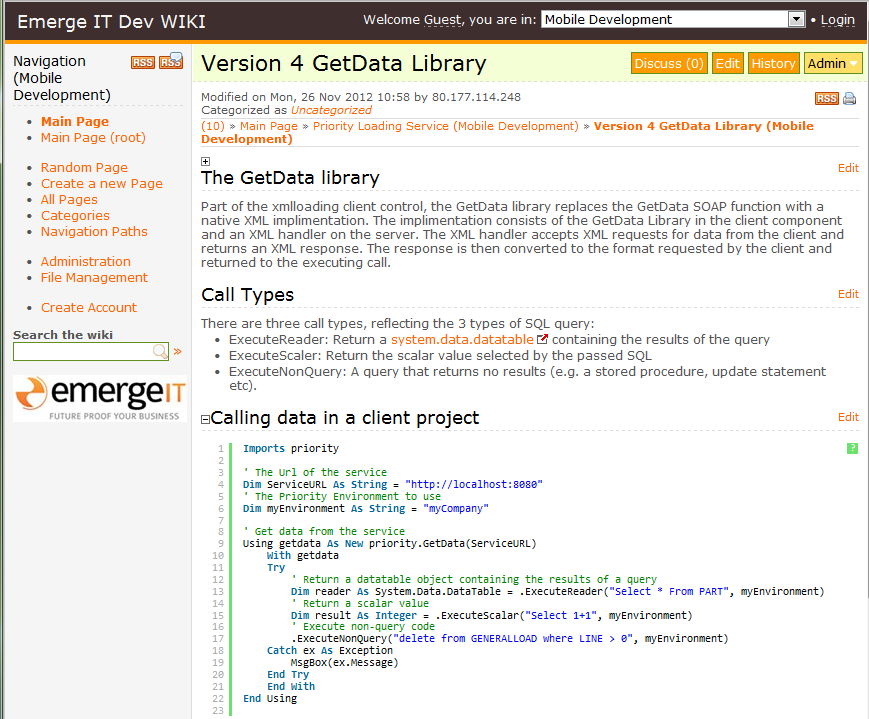 Emerge IT Dev WIKI
Welcome Guest, you are in: Mobile Development • Login
Navigation (Mobile Development)
RSS RSS
Main Page
Main Page (root)
Random Page
Create a new Page
All Pages
Categories
Navigation Paths
Administration
File Management
Create Account
Search the wiki
»
emergeIT
FUTURE PROOF YOUR BUSINESS
Version 4 GetData Library
Discuss (0) Edit History Admin
Modified on Mon, 26 Nov 2012 10:58 by 80.177.114.248
RSS
Categorized as Uncategorized
(10) » Main Page » Priority Loading Service (Mobile Development) » Version 4 GetData Library (Mobile
Development)
The GetData library
Edit
Part of the xmlloading client control, the GetData library replaces the GetData SOAP function with a
native XML implimentation. The implimentation consists of the GetData Library in the client component
and an XML handler on the server. The XML handler accepts XML requests for data from the client and
returns an XML response. The response is then converted to the format requested by the client and
returned to the executing call.
Call Types
Edit
There are three call types, reflecting the 3 types of SQL query:
• ExecuteReader: Return a system.data.datatable containing the results of the query
• ExecuteScaler: Return the scalar value selected by the passed SQL
• ExecuteNonQuery: A query that returns no results (e.g. a stored procedure, update statement
etc).
Calling data in a client project
Edit
?
1 Imports priority
2
3 ' The Url of the service
4 Dim ServiceURL As String = "http://localhost:8080"
5 ' The Priority Environment to use
6 Dim myEnvironment As String = "myCompany"
7
8 ' Get data from the service
9 Using getdata As New priority.GetData(ServiceURL)
10 With getdata
11 Try
12 ' Return a datatable object containing the results of a query
13 Dim reader As System.Data.DataTable = .ExecuteReader("Select * From PART", myEnvironment)
14 ' Return a scalar value
15 Dim result As Integer = .ExecuteScalar("Select 1+1", myEnvironment)
16 ' Execute non-query code
17 .ExecuteNonQuery("delete from GENERALLOAD where LINE > 0", myEnvironment)
18 Catch ex As Exception
19 MsgBox(ex.Message)
20 End Try
21 End With
22 End Using
23